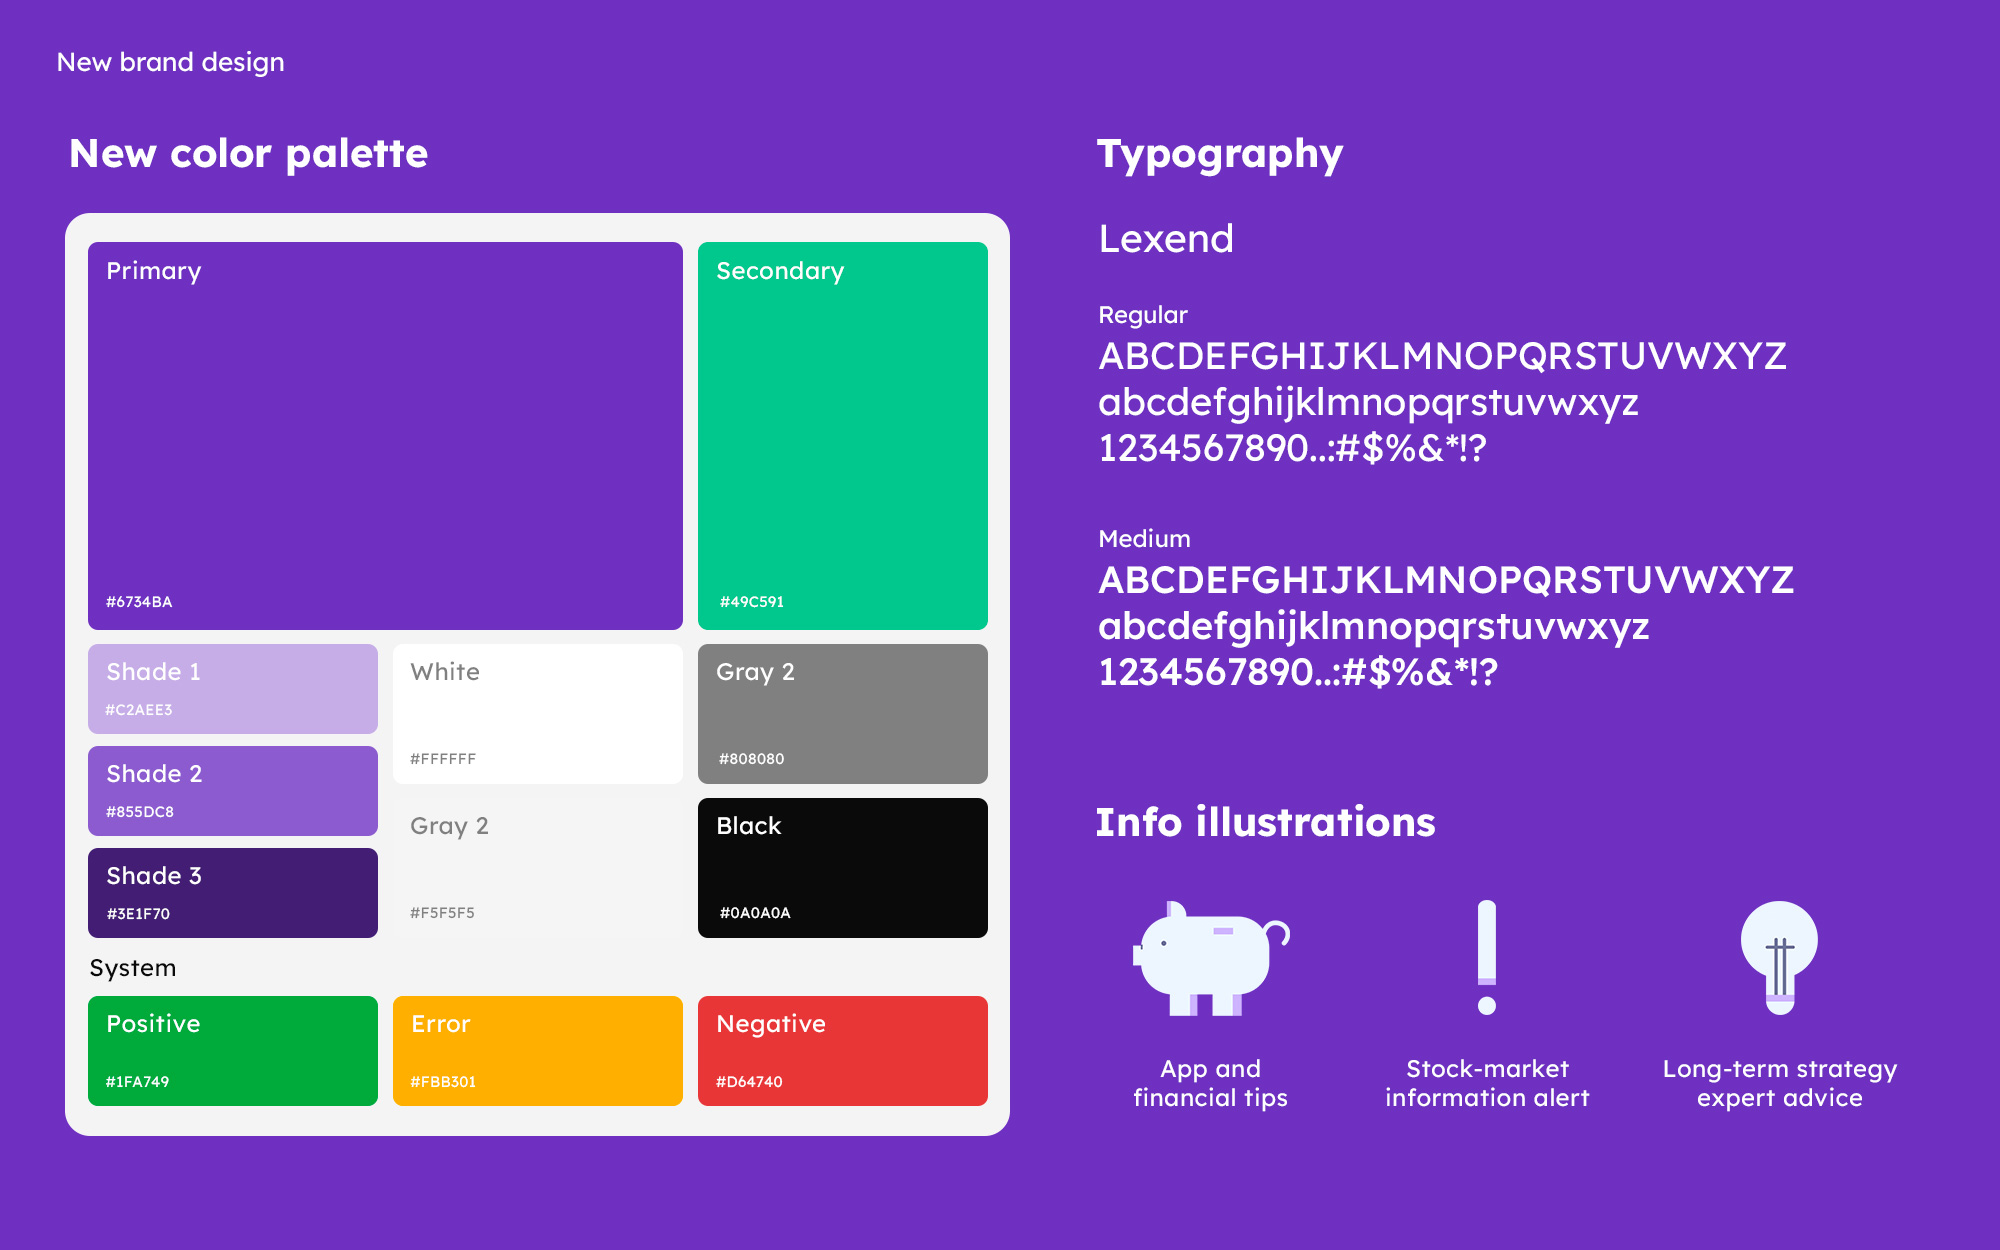 New brand design
New color palette
Primary
#6734BA
Secondary
#49C591
Shade 1
#C2AEE3
Shade 2
#855DC8
Shade 3
#3E1F70
White
#FFFFFF
Gray 2
#F5F5F5
Gray 2
#808080
Black
#0A0A0A
System
Positive
#1FA749
Error
#FBB301
Negative
#D64740
Typography
Lexend
Regular
ABCDEFGHIJKLMNOPQRSTUVWXYZ
abcdefghijklmnopqrstuvwxyz
1234567890..:#$%&*!?
Medium
ABCDEFGHIJKLMNOPQRSTUVWXYZ
abcdefghijklmnopqrstuvwxyz
1234567890..:#$%&*!?
Info illustrations
App and
financial tips
Stock-market
information alert
Long-term strategy
expert advice